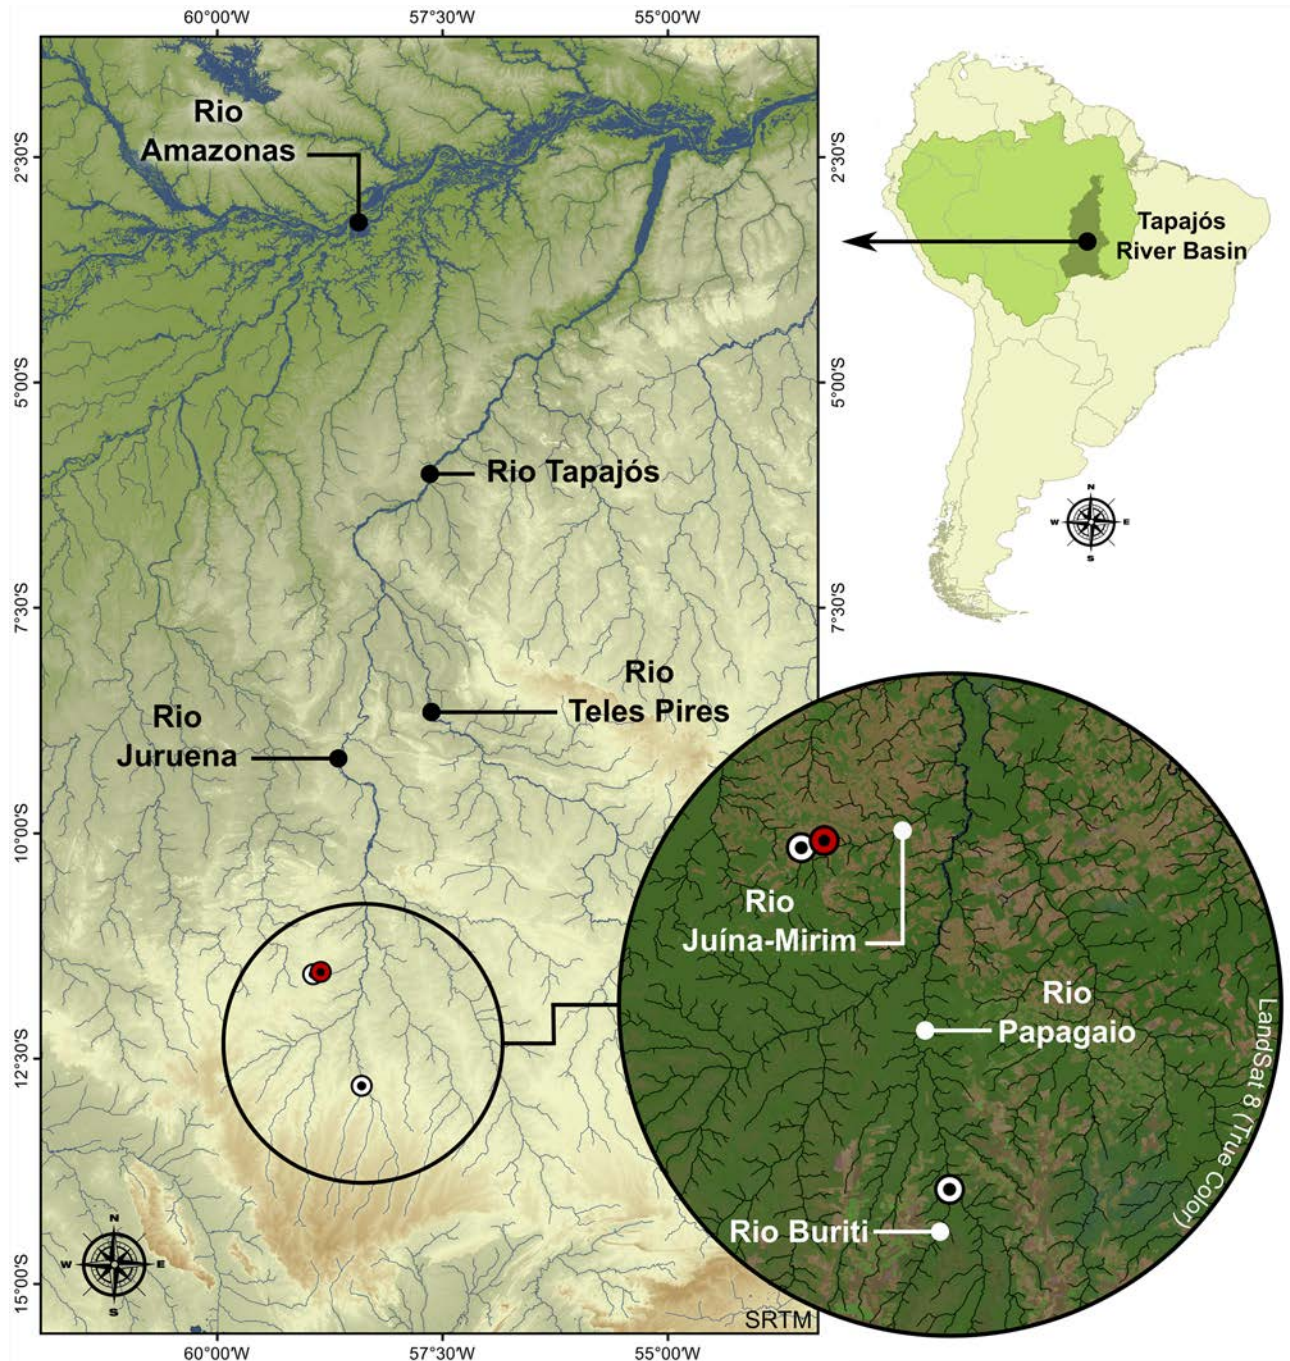 60°00'W
57°30'W
55°00'W
Rio
Amazonas
2°30'S
2°30'S
Tapajós
River Basin
5°00'S
5°00'S
Rio Tapajós
N
W
E
S
7°30'S
7°30'S
Rio
Teles Pires
Rio
Juruena
10°00'S
Rio
Juína-Mirim
Rio
Papagaio
LandSat 8 (True Color)
12°30'S
Rio Buriti
N
W
E
S
15°00'S
SRTM
60°00'W
57°30'W
55°00'W